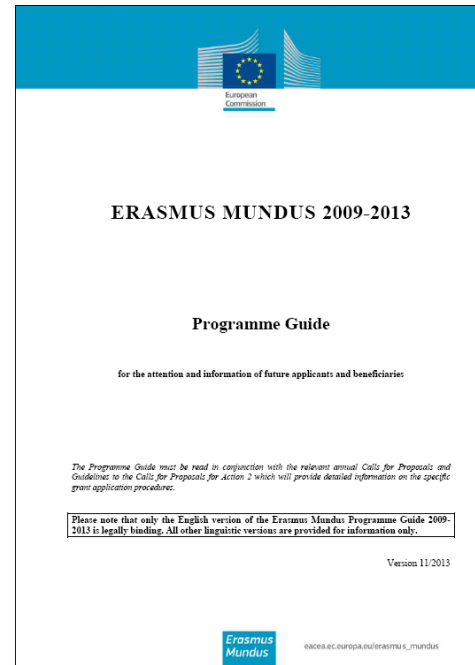 European
Commission
ERASMUS MUNDUS 2009-2013
Programme Guide
for the attention and information of future applicants and beneficiaries
The Programme Guide must be read in conjunction with the relevant annual Calls for Proposals and
Guidelines to the Calls for Proposals for Action 2 which will provide detailed information on the specific
grant application procedures.
Please note that only the English version of the Erasmus Mundus Programme Guide 2009-
2013 is legally binding. All other linguistic versions are provided for information only.
Version 11/2013
Erasmus
Mundus
eacea.ec.europa.eu/erasmus_mundus